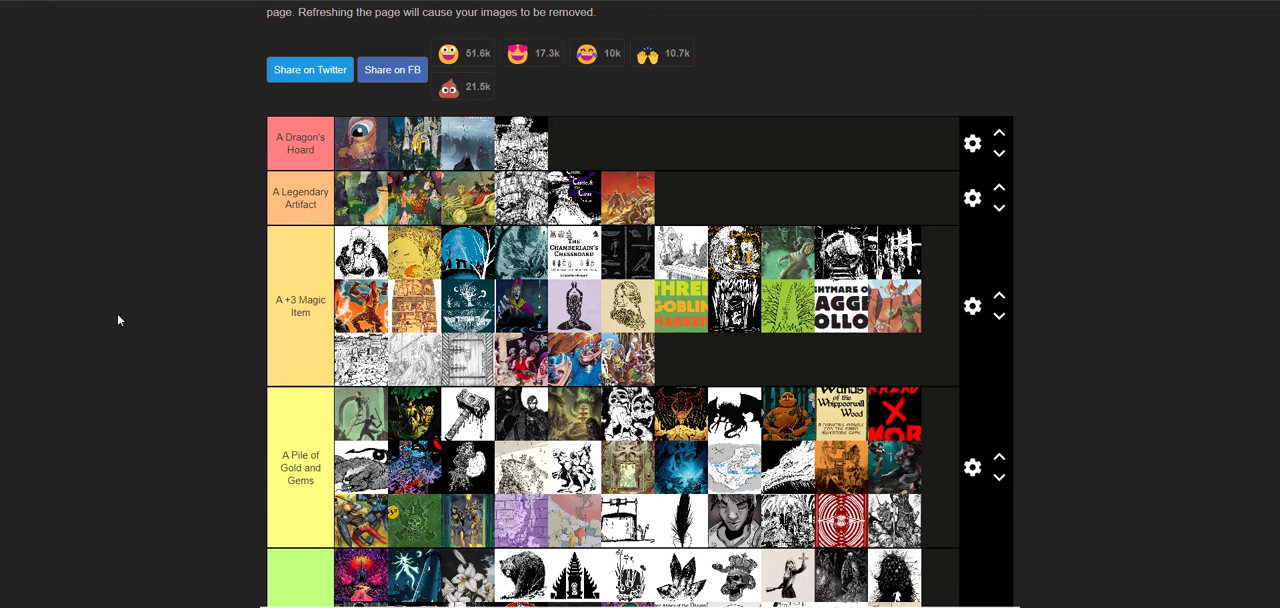 page. Refreshing the page will cause your images to be removed.
Share on Twitter
Share on FB
51.6k
17.3k
10k
10.7k
21.5k
A Dragon's
Hoard
A Legendary
Artifact
A +3 Magic
Item
THE
CHAMBERLAIN'S
CHESSBOARD
THREE
GOBLIN
MARKET
A Pile of
Gold and
Gems
of the
Whippoorwill
Wood
X